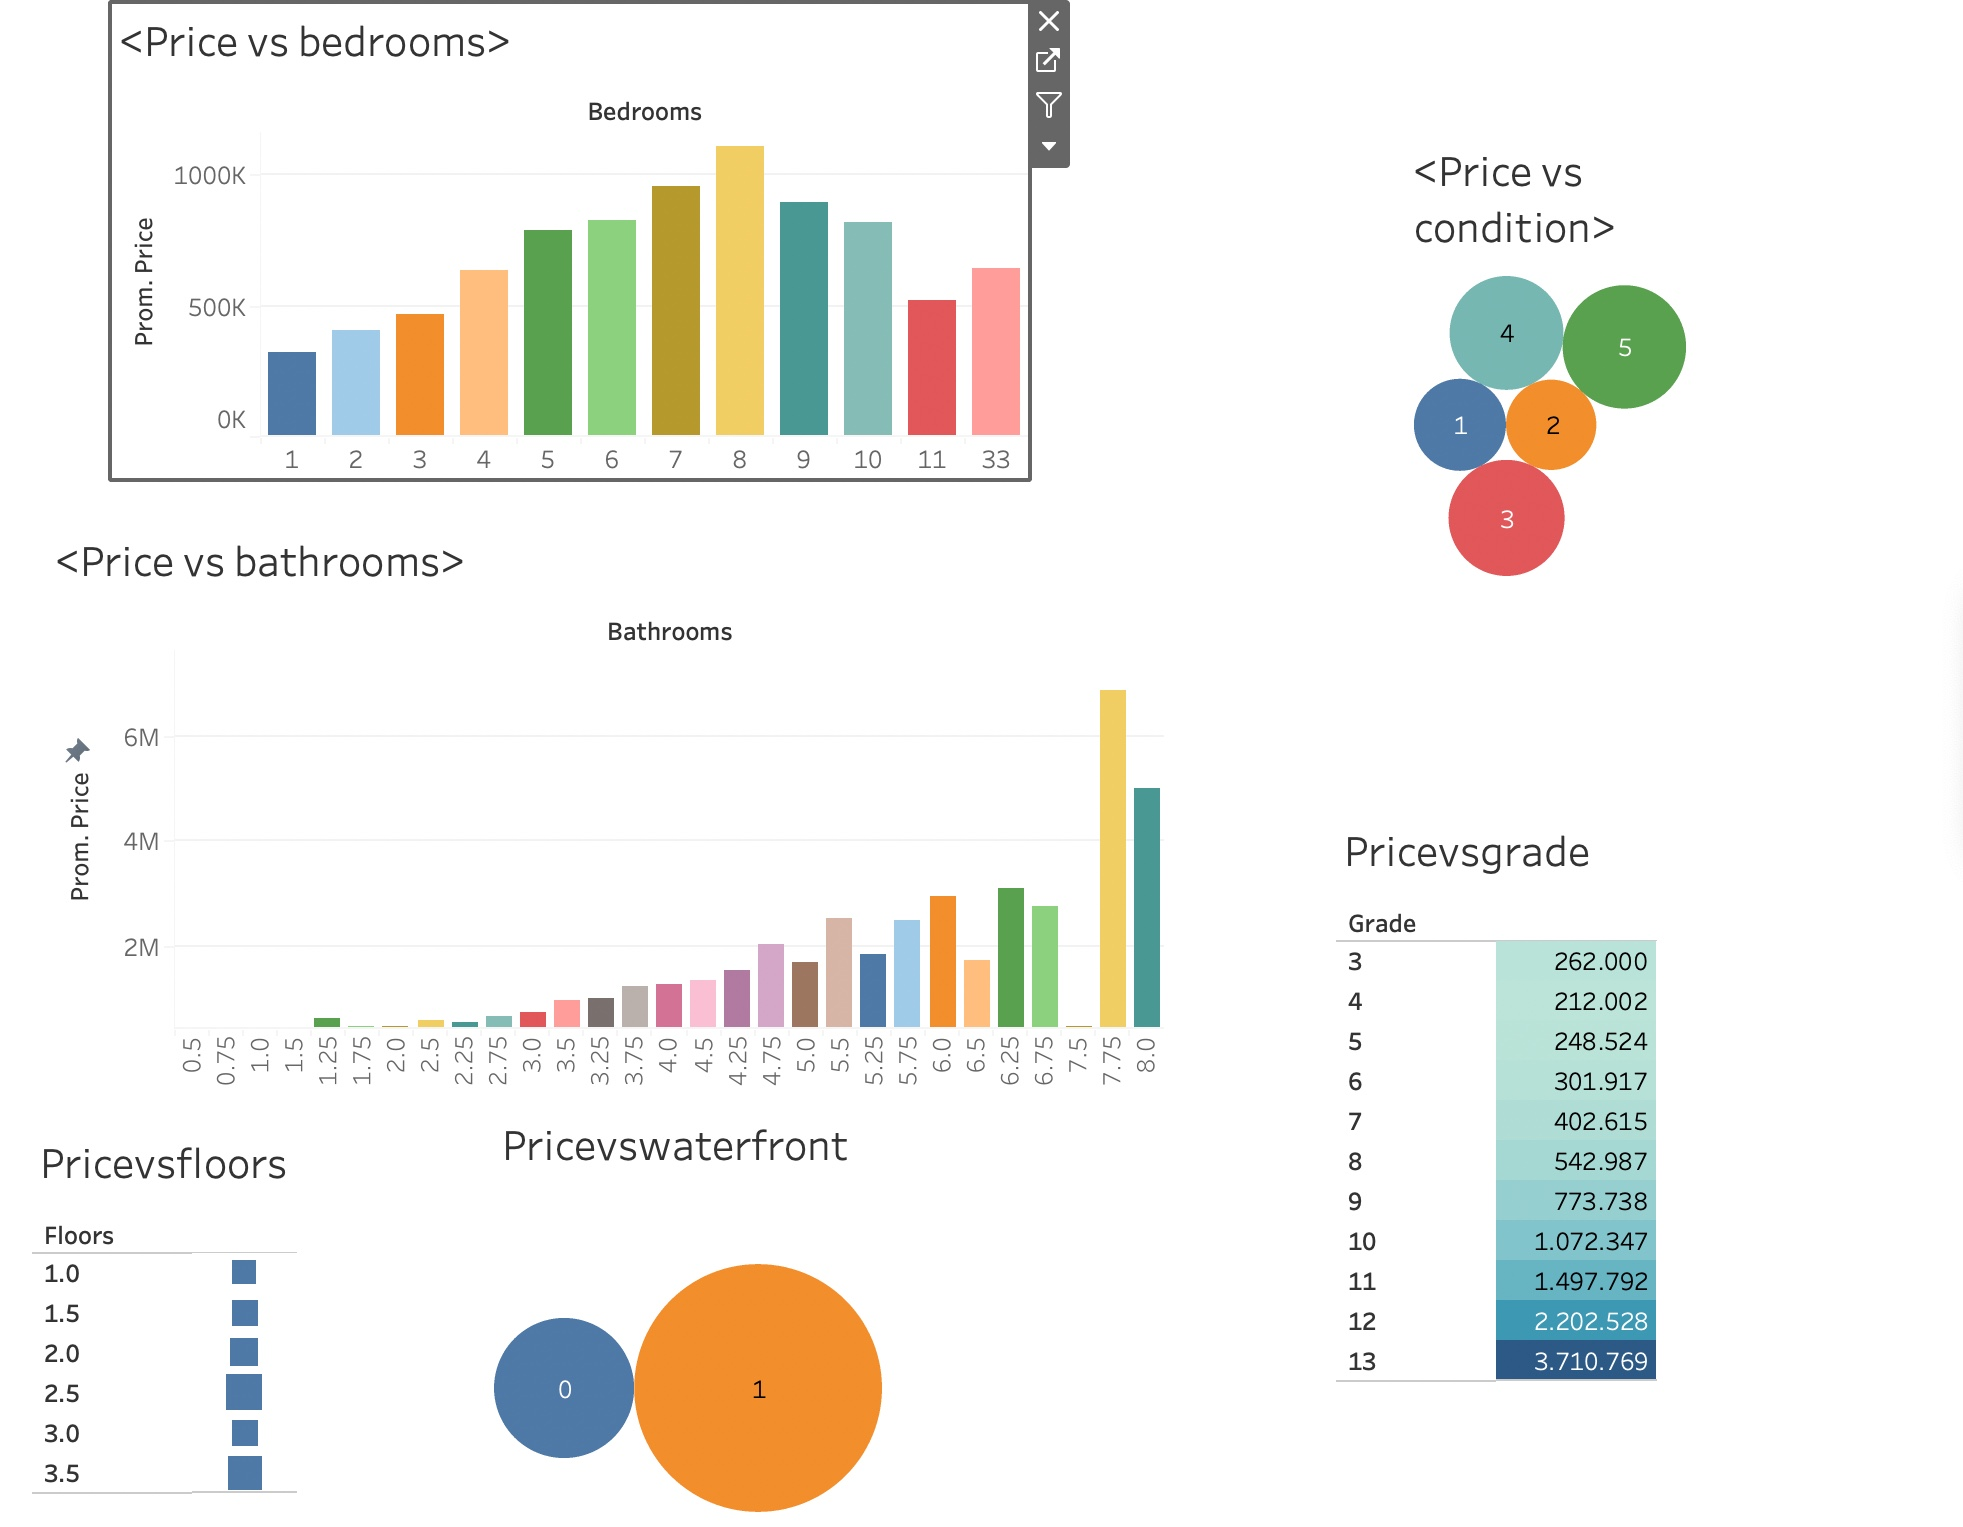 <Price vs bedrooms>
Bedrooms
Prom. Price
1000K
500K
0K
1 2 3 4 5 6 7 8 9 10 11 33
<Price vs
condition>
4
5
1
2
3
<Price vs bathrooms>
Bathrooms
Prom. Price
6M
4M
2M
0.5 0.75 1.0 1.5 1.25 1.75 2.0 2.5 2.25 2.75 3.0 3.5 3.25 3.75 4.0 4.5 4.25 4.75 5.0 5.5 5.25 5.75 6.0 6.5 6.25 6.75 7.5 7.75 8.0
Pricevsgrade
Grade
3 262.000
4 212.002
5 248.524
6 301.917
7 402.615
8 542.987
9 773.738
10 1.072.347
11 1.497.792
12 2.202.528
13 3.710.769
Pricevsfloors
Floors
1.0
1.5
2.0
2.5
3.0
3.5
Pricevswaterfront
0
1